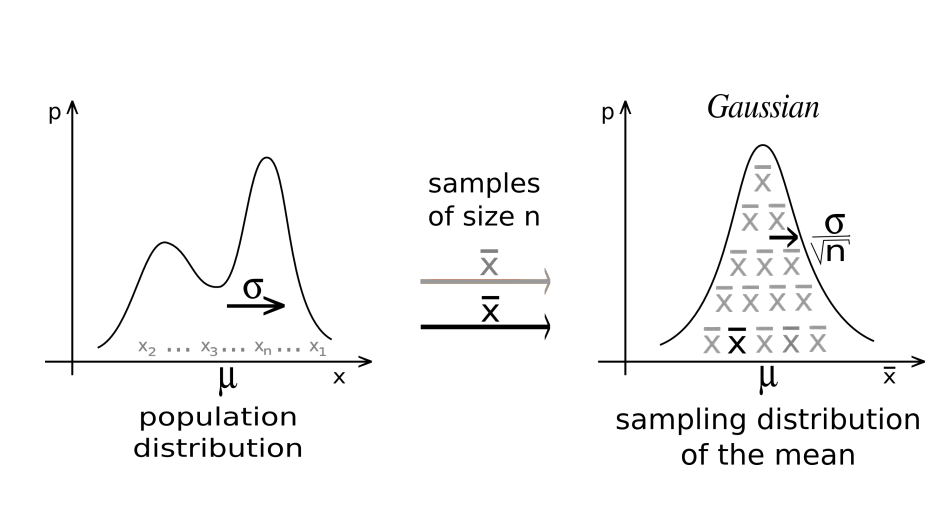 p
σ
x₂ ... x₃... xₙ... x₁
μ
x
population
distribution
samples
of size n
x̅
x̅
p
Gaussian
x̅
x̅ x̅
σ
√n
x̅ x̅ x̅
x̅ x̅ x̅ x̅
x̅ x̅ x̅ x̅ x̅
μ
x̅
sampling distribution
of the mean